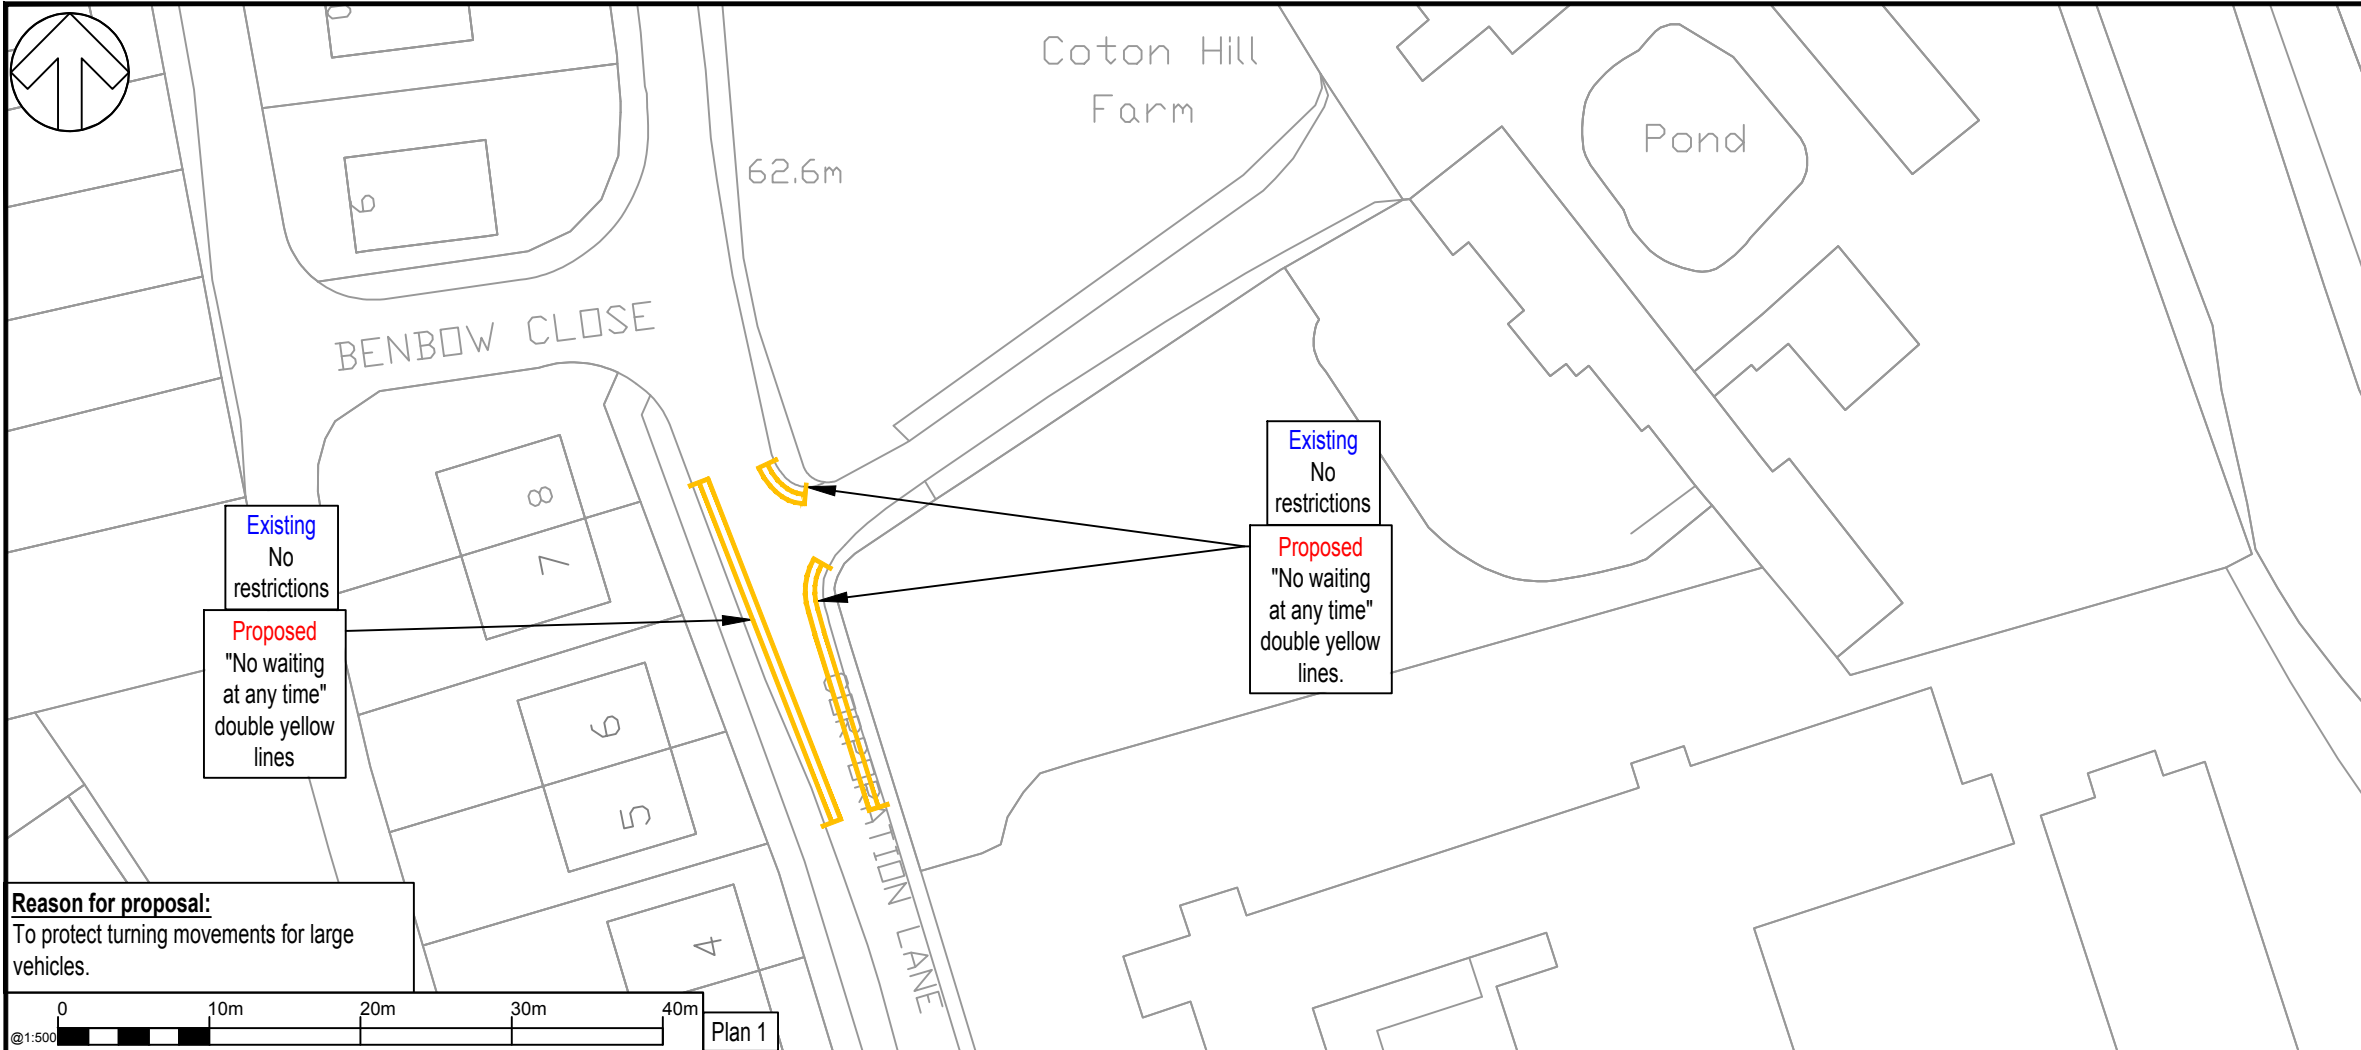 Coton Hill
Farm
Pond
62.6m
9
BENBOW CLOSE
8
7
6
5
4
CORPORATION LANE
Existing
No
restrictions
Proposed
"No waiting
at any time"
double yellow
lines
Existing
No
restrictions
Proposed
"No waiting
at any time"
double yellow
lines.
Reason for proposal:
To protect turning movements for large
vehicles.
0 10m 20m 30m 40m
@1:500
Plan 1